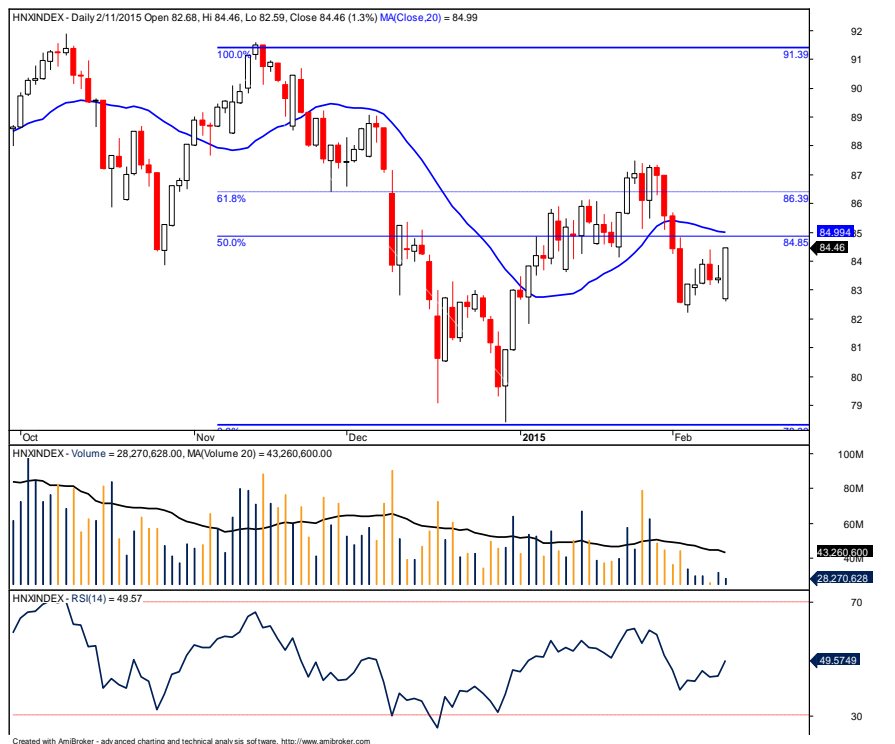 HNXINDEX - Daily 2/11/2015 Open 82.68, Hi 84.46, Lo 82.59, Close 84.46 (1.3%) MA(Close,20) = 84.99
92
100.0%
91.39
91
90
89
88
87
61.8%
86.39
86
84.994
50.0%
84.85
84.46
84
83
82
81
80
79
Oct
Nov
Dec
2015
Feb
HNXINDEX - Volume = 28,270,628.00, MA(Volume 20) = 43,260,600.00
100M
80M
60M
43,260,600
40M
28,270,628
HNXINDEX - RSI(14) = 49.57
70
49.5749
30
Created with AmiBroker - advanced charting and technical analysis software. http://www.amibroker.com